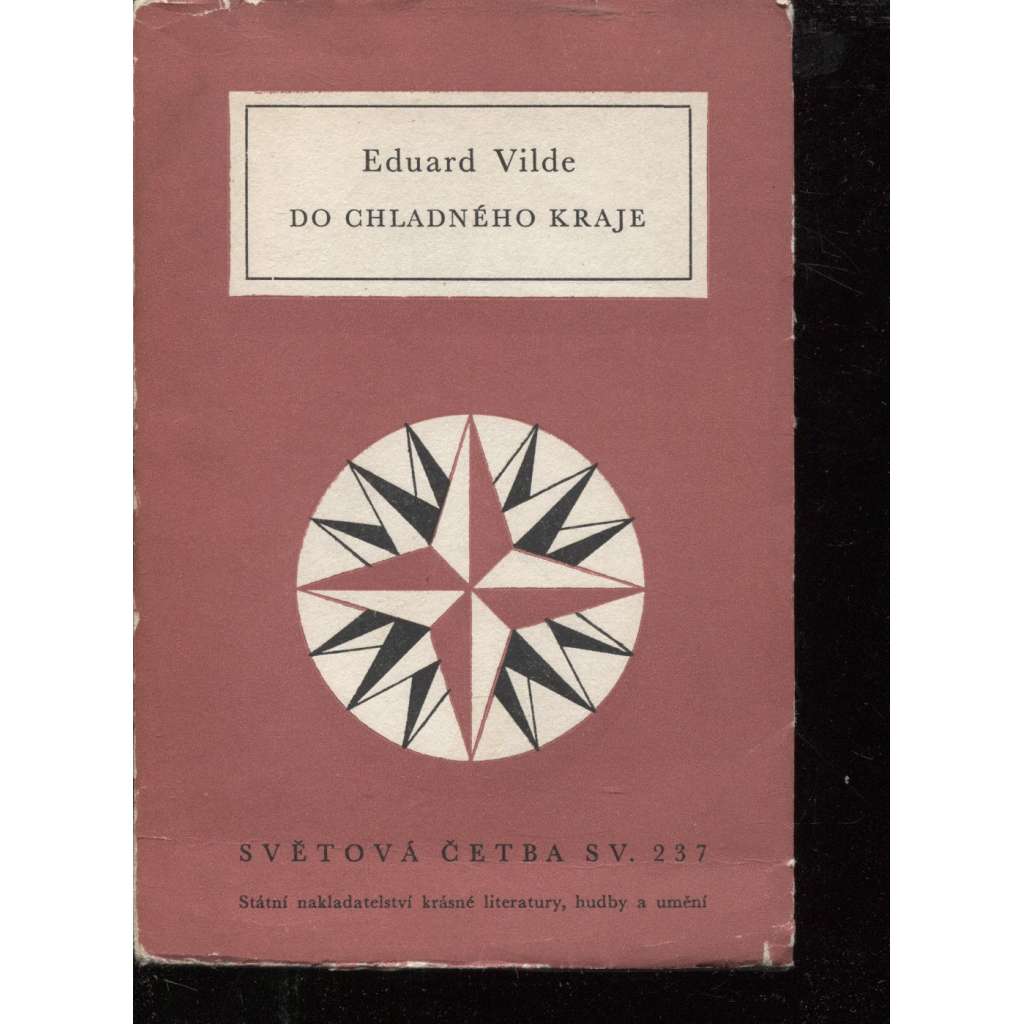 Eduard Vilde
DO CHLADNÉHO KRAJE
SVĚTOVÁ ČETBA SV. 237
Státní nakladatelství krásné literatury, hudby a umění